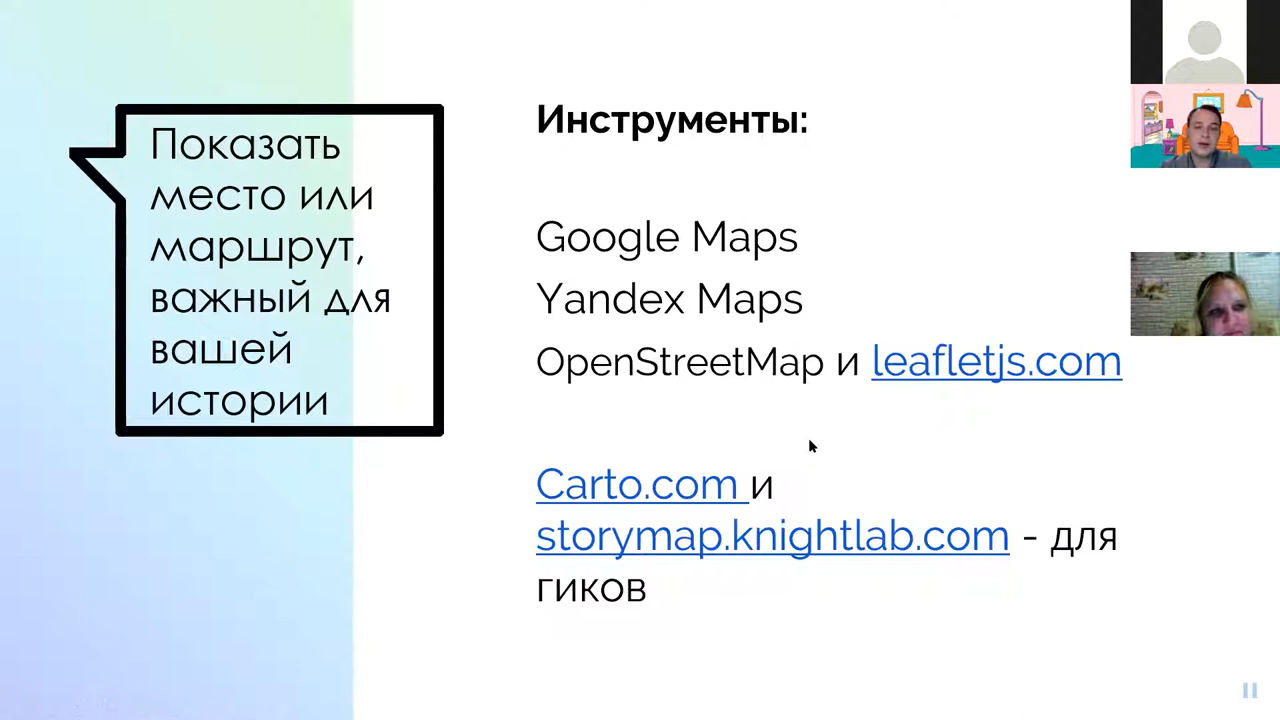 Показать
место или
маршрут,
важный для
вашей
истории
Инструменты:
Google Maps
Yandex Maps
OpenStreetMap и leafletjs.com
Carto.com и
storymap.knightlab.com - для
гиков
11